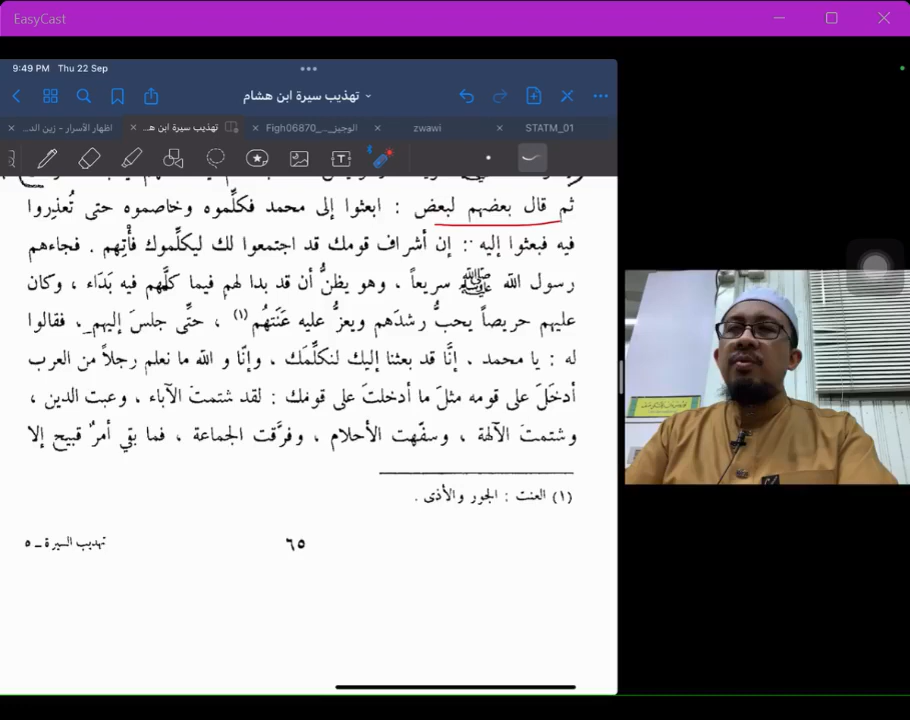 EasyCast
9:49 PM Thu 22 Sep
تهذيب سيرة ابن هشام
اظهار الأسرار - زين الد...
تهذيب سيرة ابن هـ...
الوجيز_...Figh06870
zwawi
STATM_01
ثم قال بعضهم لبعض : ابعثوا إلى محمد فكلِّموه وخاصموه حتى تُعذِروا
فيه فبعثوا إليه : إن أشراف قومك قد اجتمعوا لك ليكلِّموك فأْتِهم . فجاءهم
رسول الله ﷺ سريعاً ، وهو يظنُّ أن قد بدا لهم فيما كلَّمهم فيه بَدَاء ، وكان
عليهم حريصاً يحبُّ رشدَهم ويعزُّ عليه عَنَتهُم (١) ، حتَّى جلسَ إليهم ، فقالوا
له : يا محمد ، إنَّا قد بعثنا إليك لنكلِّمَك ، وإنّا و الله ما نعلم رجلاً من العرب
أدخَلَ على قومه مثلَ ما أدخلتَ على قومك : لقد شتمتَ الآباء ، وعبت الدين ،
وشتمتَ الآلهة ، وسفّهت الأحلام ، وفرَّقت الجماعة ، فما بقي أمرٌ قبيح إلا
(١) العنت : الجور والأذى .
٦٥
تهذيب السيرة ـ ٥